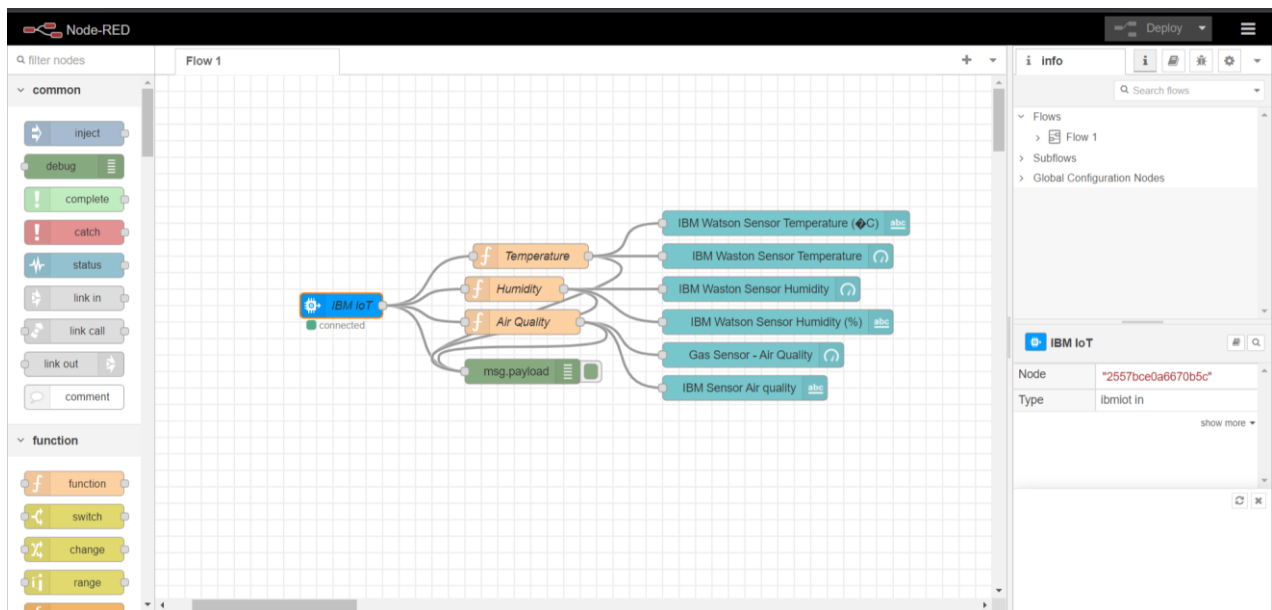 Node-RED
Deploy
filter nodes
common
inject
debug
complete
catch
status
link in
link call
link out
comment
function
function
switch
change
range
Flow 1
IBM IoT
connected
Temperature
Humidity
Air Quality
msg.payload
IBM Watson Sensor Temperature (�C)
abc
IBM Waston Sensor Temperature
IBM Waston Sensor Humidity
IBM Watson Sensor Humidity (%)
abc
Gas Sensor - Air Quality
IBM Sensor Air quality
abc
i info
i
Search flows
Flows
Flow 1
Subflows
Global Configuration Nodes
IBM IoT
Node "2557bce0a6670b5c"
Type ibmiot in
show more